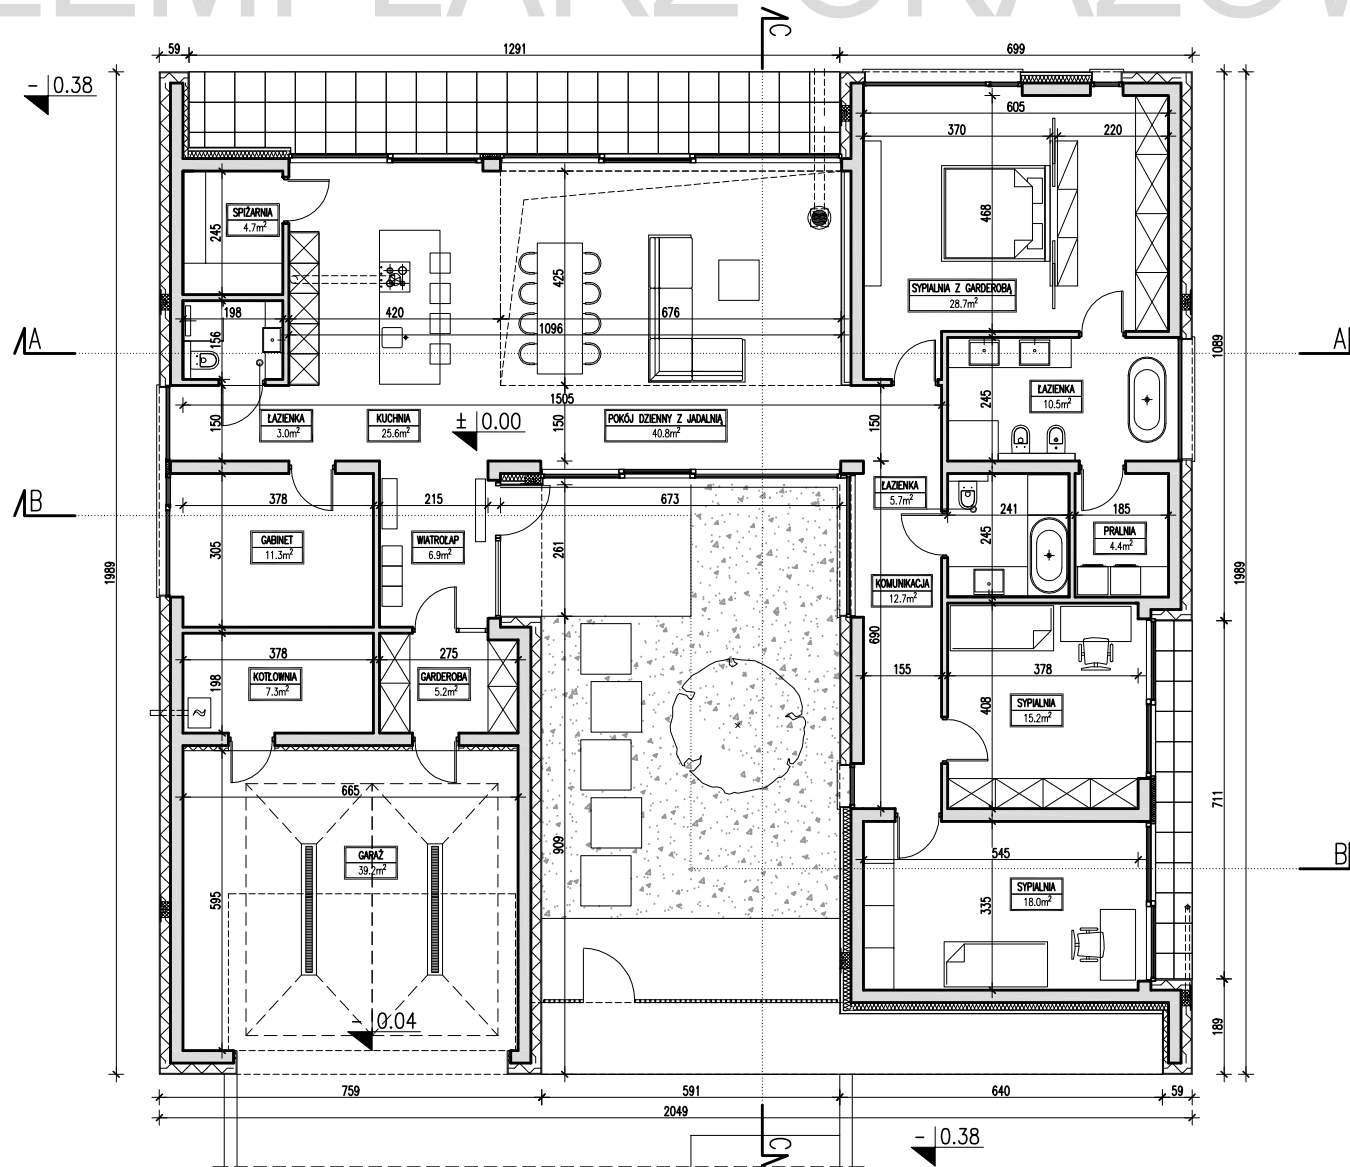 59
1291
C
699
- 0.38
605
370
220
SPIŻARNIA
4.7m²
245
468
425
SYPIALNIA Z GARDEROBĄ
28.7m²
198
420
676
156
1096
A
A
1089
1505
ŁAZIENKA
10.5m²
245
150
ŁAZIENKA
3.0m²
KUCHNIA
25.6m²
± 0.00
150
POKÓJ DZIENNY Z JADALNIĄ
40.8m²
150
B
378
215
673
ŁAZIENKA
5.7m²
241
185
305
GABINET
11.3m²
WIATROŁAP
6.9m²
261
245
PRALNIA
4.4m²
1989
1989
KOMUNIKACJA
12.7m²
690
378
275
155
378
198
KOTŁOWNIA
7.3m²
GARDEROBA
5.2m²
408
SYPIALNIA
15.2m²
665
711
GARAŻ
39.2m²
909
545
B
595
335
SYPIALNIA
18.0m²
- 0.04
189
759
591
640
59
2049
C
- 0.38